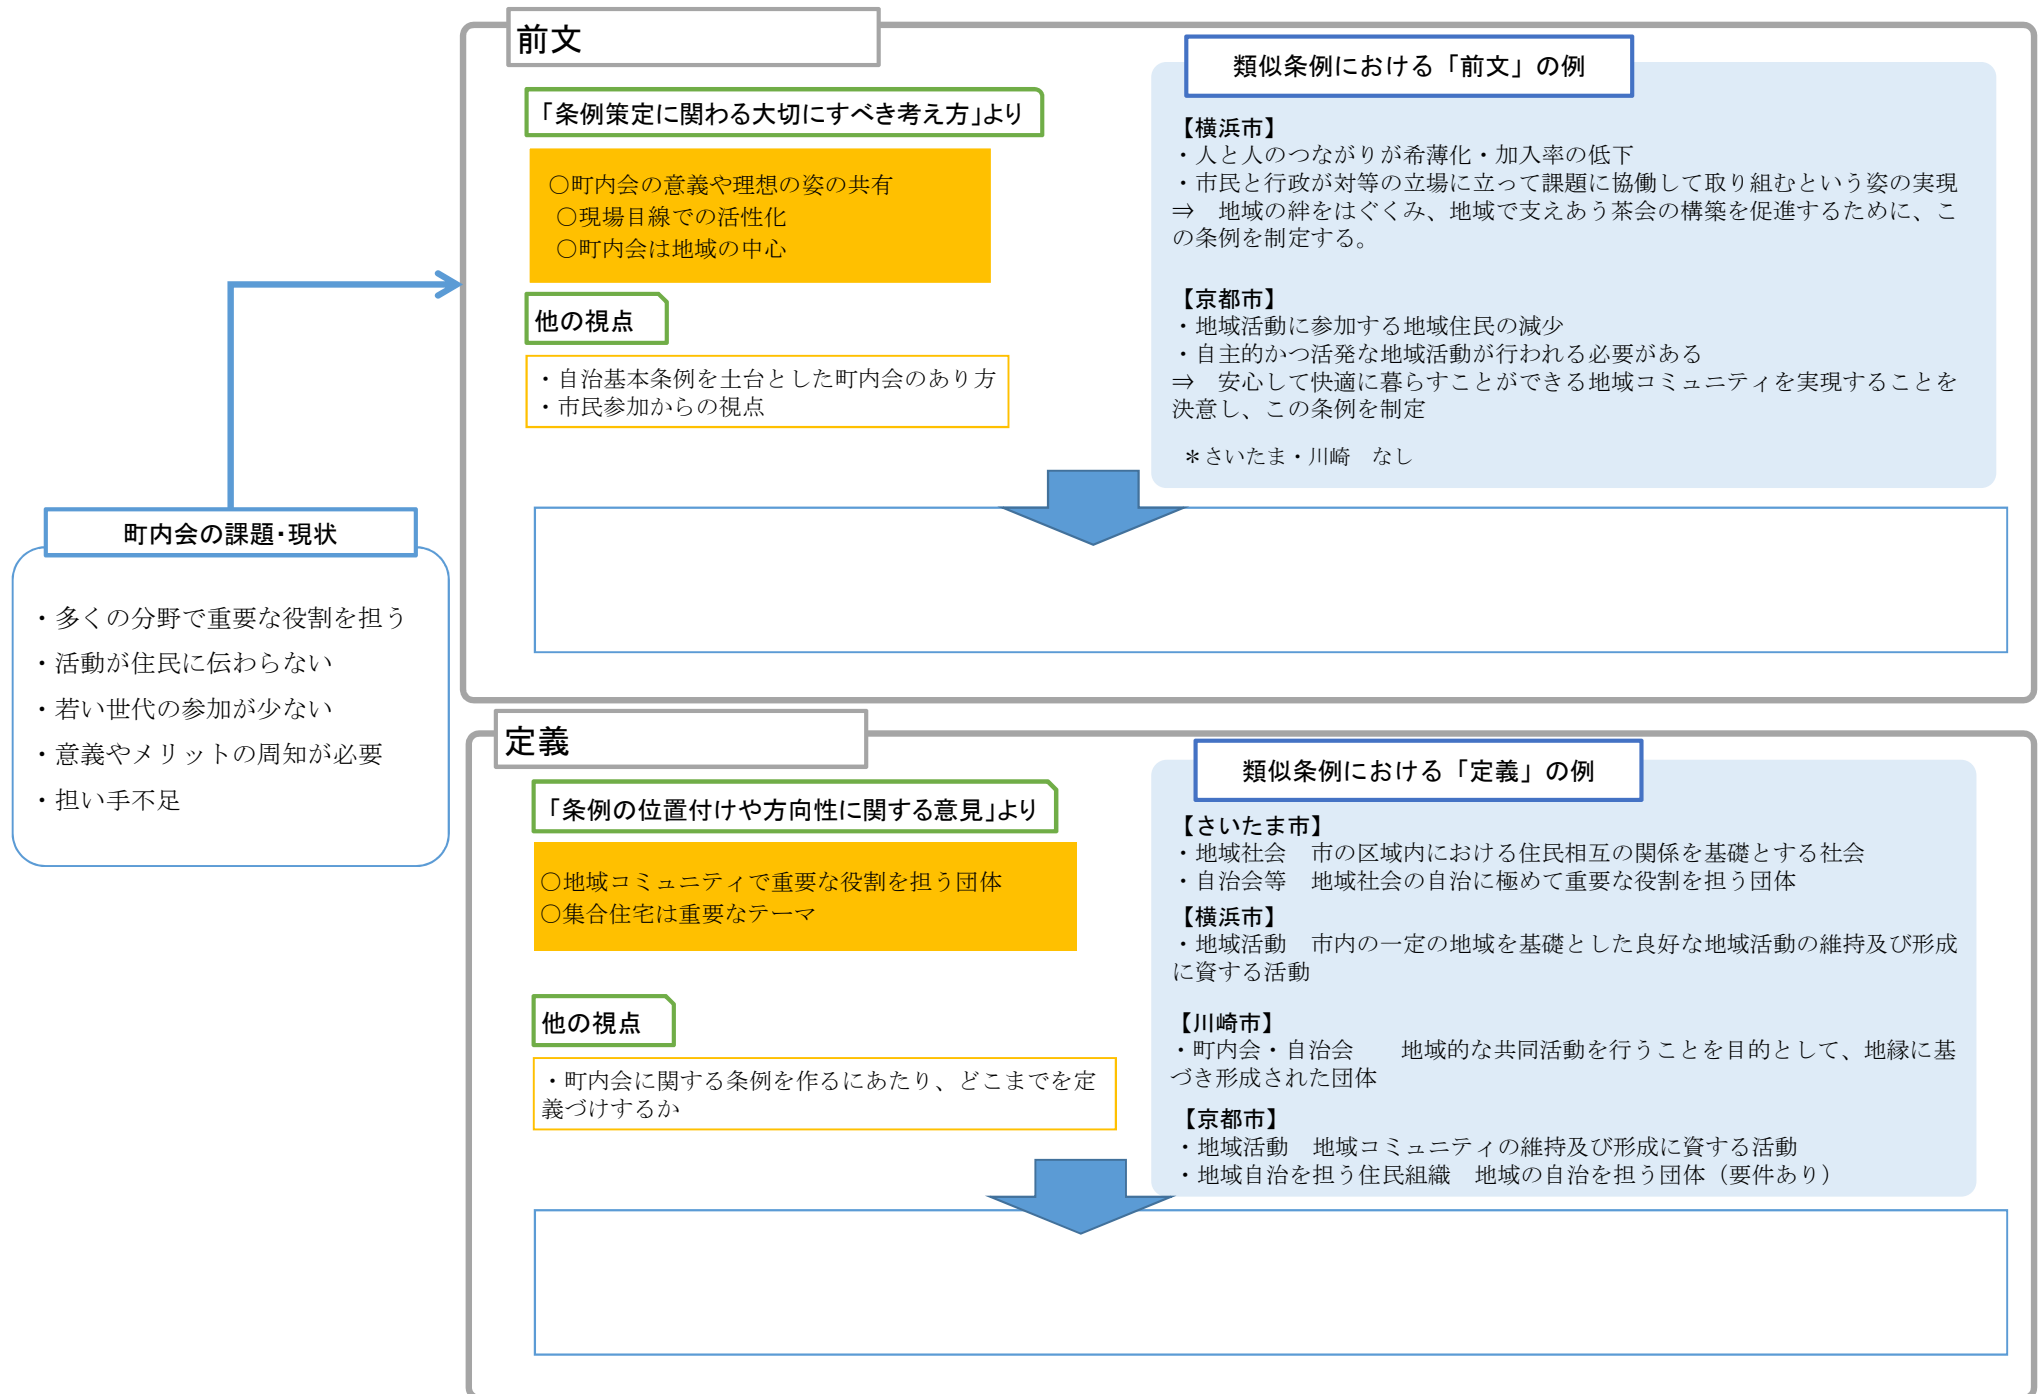 前文
「条例策定に関わる大切にすべき考え方」より
○町内会の意義や理想の姿の共有
○現場目線での活性化
○町内会は地域の中心
他の視点
・自治基本条例を土台とした町内会のあり方
・市民参加からの視点
類似条例における「前文」の例
【横浜市】
・人と人のつながりが希薄化・加入率の低下
・市民と行政が対等の立場に立って課題に協働して取り組むという姿の実現
⇒　地域の絆をはぐくみ、地域で支えあう茶会の構築を促進するために、こ
の条例を制定する。
【京都市】
・地域活動に参加する地域住民の減少
・自主的かつ活発な地域活動が行われる必要がある
⇒　安心して快適に暮らすことができる地域コミュニティを実現することを
決意し、この条例を制定
＊さいたま・川崎　なし
町内会の課題・現状
・多くの分野で重要な役割を担う
・活動が住民に伝わらない
・若い世代の参加が少ない
・意義やメリットの周知が必要
・担い手不足
定義
「条例の位置付けや方向性に関する意見」より
○地域コミュニティで重要な役割を担う団体
○集合住宅は重要なテーマ
他の視点
・町内会に関する条例を作るにあたり、どこまでを定
義づけするか
類似条例における「定義」の例
【さいたま市】
・地域社会　市の区域内における住民相互の関係を基礎とする社会
・自治会等　地域社会の自治に極めて重要な役割を担う団体
【横浜市】
・地域活動　市内の一定の地域を基礎とした良好な地域活動の維持及び形成
に資する活動
【川崎市】
・町内会・自治会　　地域的な共同活動を行うことを目的として、地縁に基
づき形成された団体
【京都市】
・地域活動　地域コミュニティの維持及び形成に資する活動
・地域自治を担う住民組織　地域の自治を担う団体（要件あり）